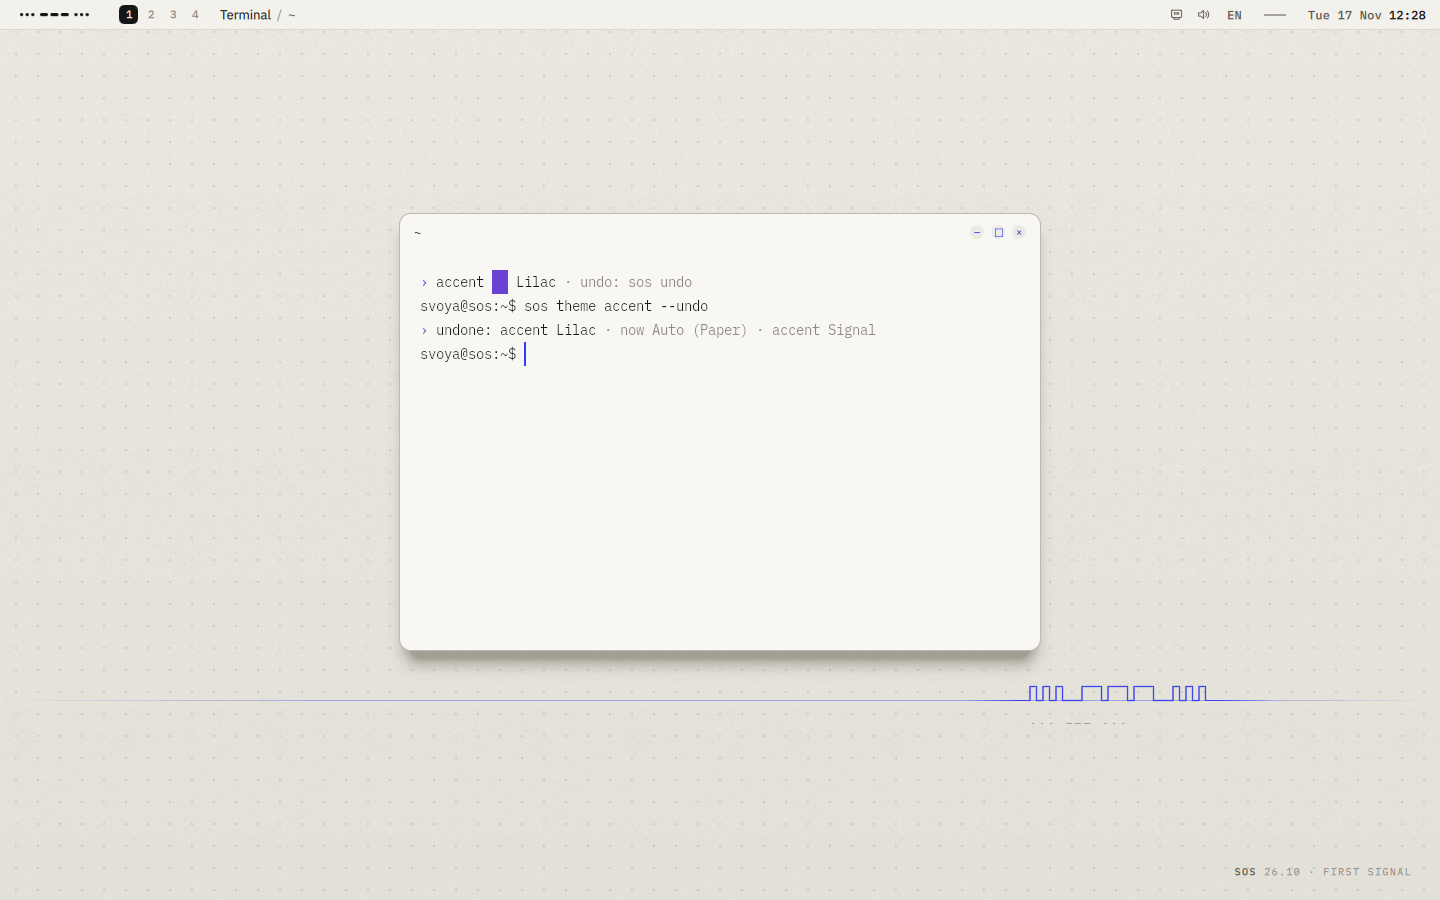 1 2 3 4 Terminal / ~ EN Tue 17 Nov 12:28
~
› accent Lilac · undo: sos undo
svoya@sos:~$ sos theme accent --undo
› undone: accent Lilac · now Auto (Paper) · accent Signal
svoya@sos:~$
··· ——— ···
SOS 26.10 · FIRST SIGNAL